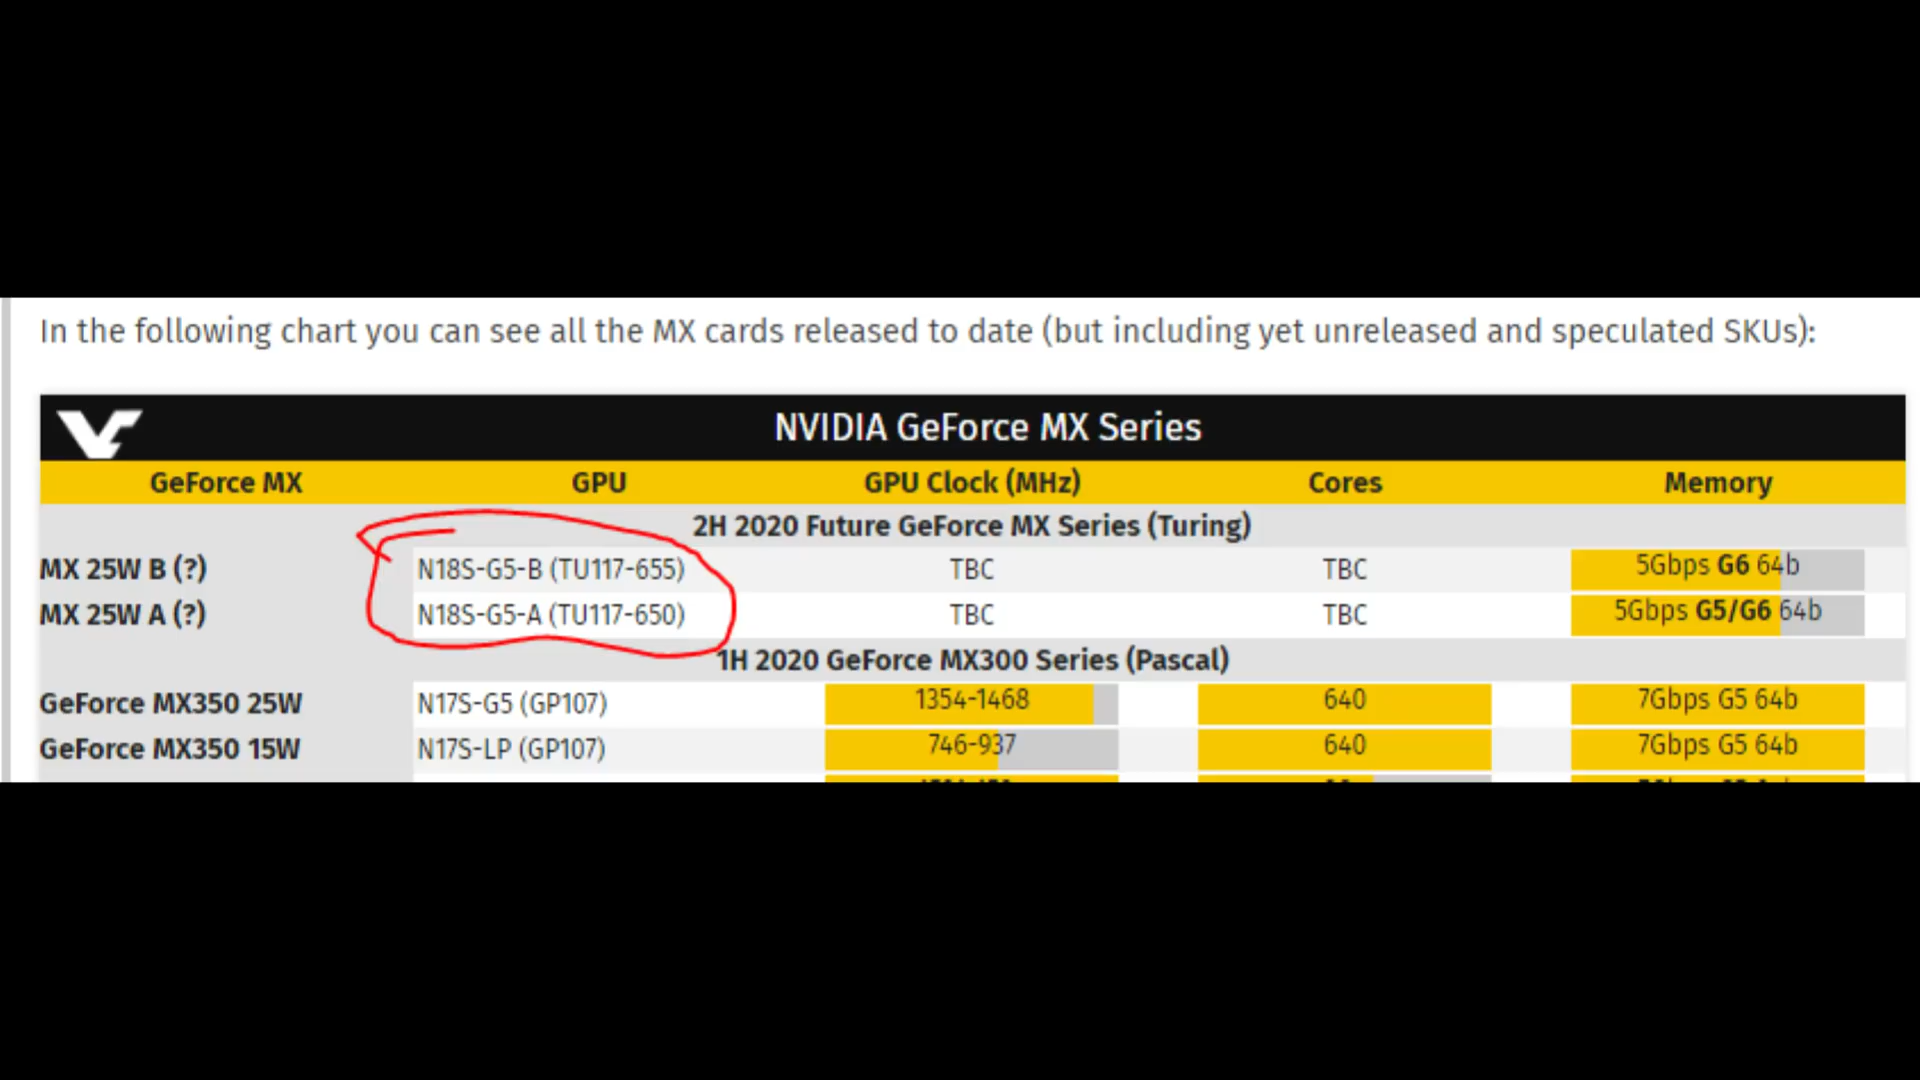 In the following chart you can see all the MX cards released to date (but including yet unreleased and speculated SKUs):
NVIDIA GeForce MX Series
GeForce MX GPU GPU Clock (MHz) Cores Memory
2H 2020 Future GeForce MX Series (Turing)
MX 25W B (?) N18S-G5-B (TU117-655) TBC TBC 5Gbps G6 64b
MX 25W A (?) N18S-G5-A (TU117-650) TBC TBC 5Gbps G5/G6 64b
1H 2020 GeForce MX300 Series (Pascal)
GeForce MX350 25W N17S-G5 (GP107) 1354-1468 640 7Gbps G5 64b
GeForce MX350 15W N17S-LP (GP107) 746-937 640 7Gbps G5 64b